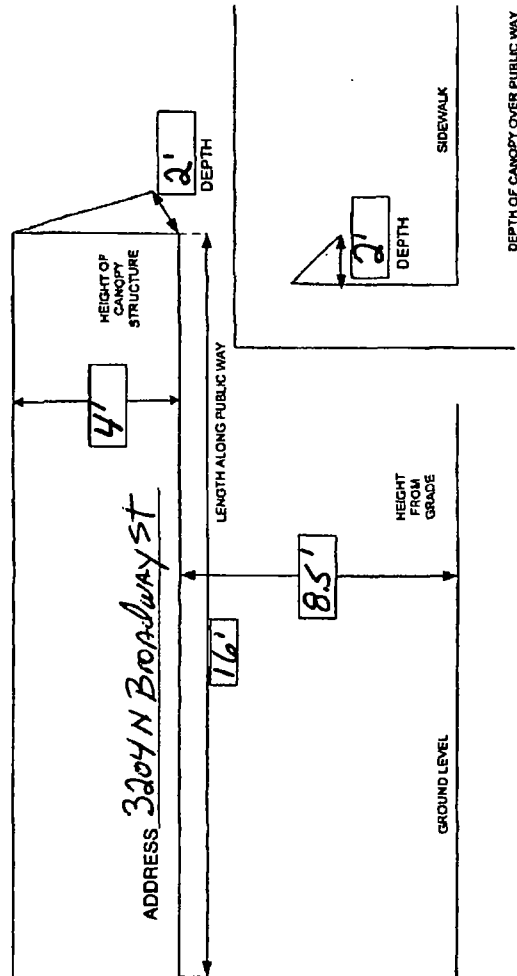 HEIGHT OF
CANOPY
STRUCTURE
4'
2'
DEPTH
ADDRESS 3204 N BROADWAY ST
LENGTH ALONG PUBLIC WAY
16'
8.5'
HEIGHT
FROM
GRADE
GROUND LEVEL
2'
DEPTH
SIDEWALK
DEPTH OF CANOPY OVER PUBLIC WAY